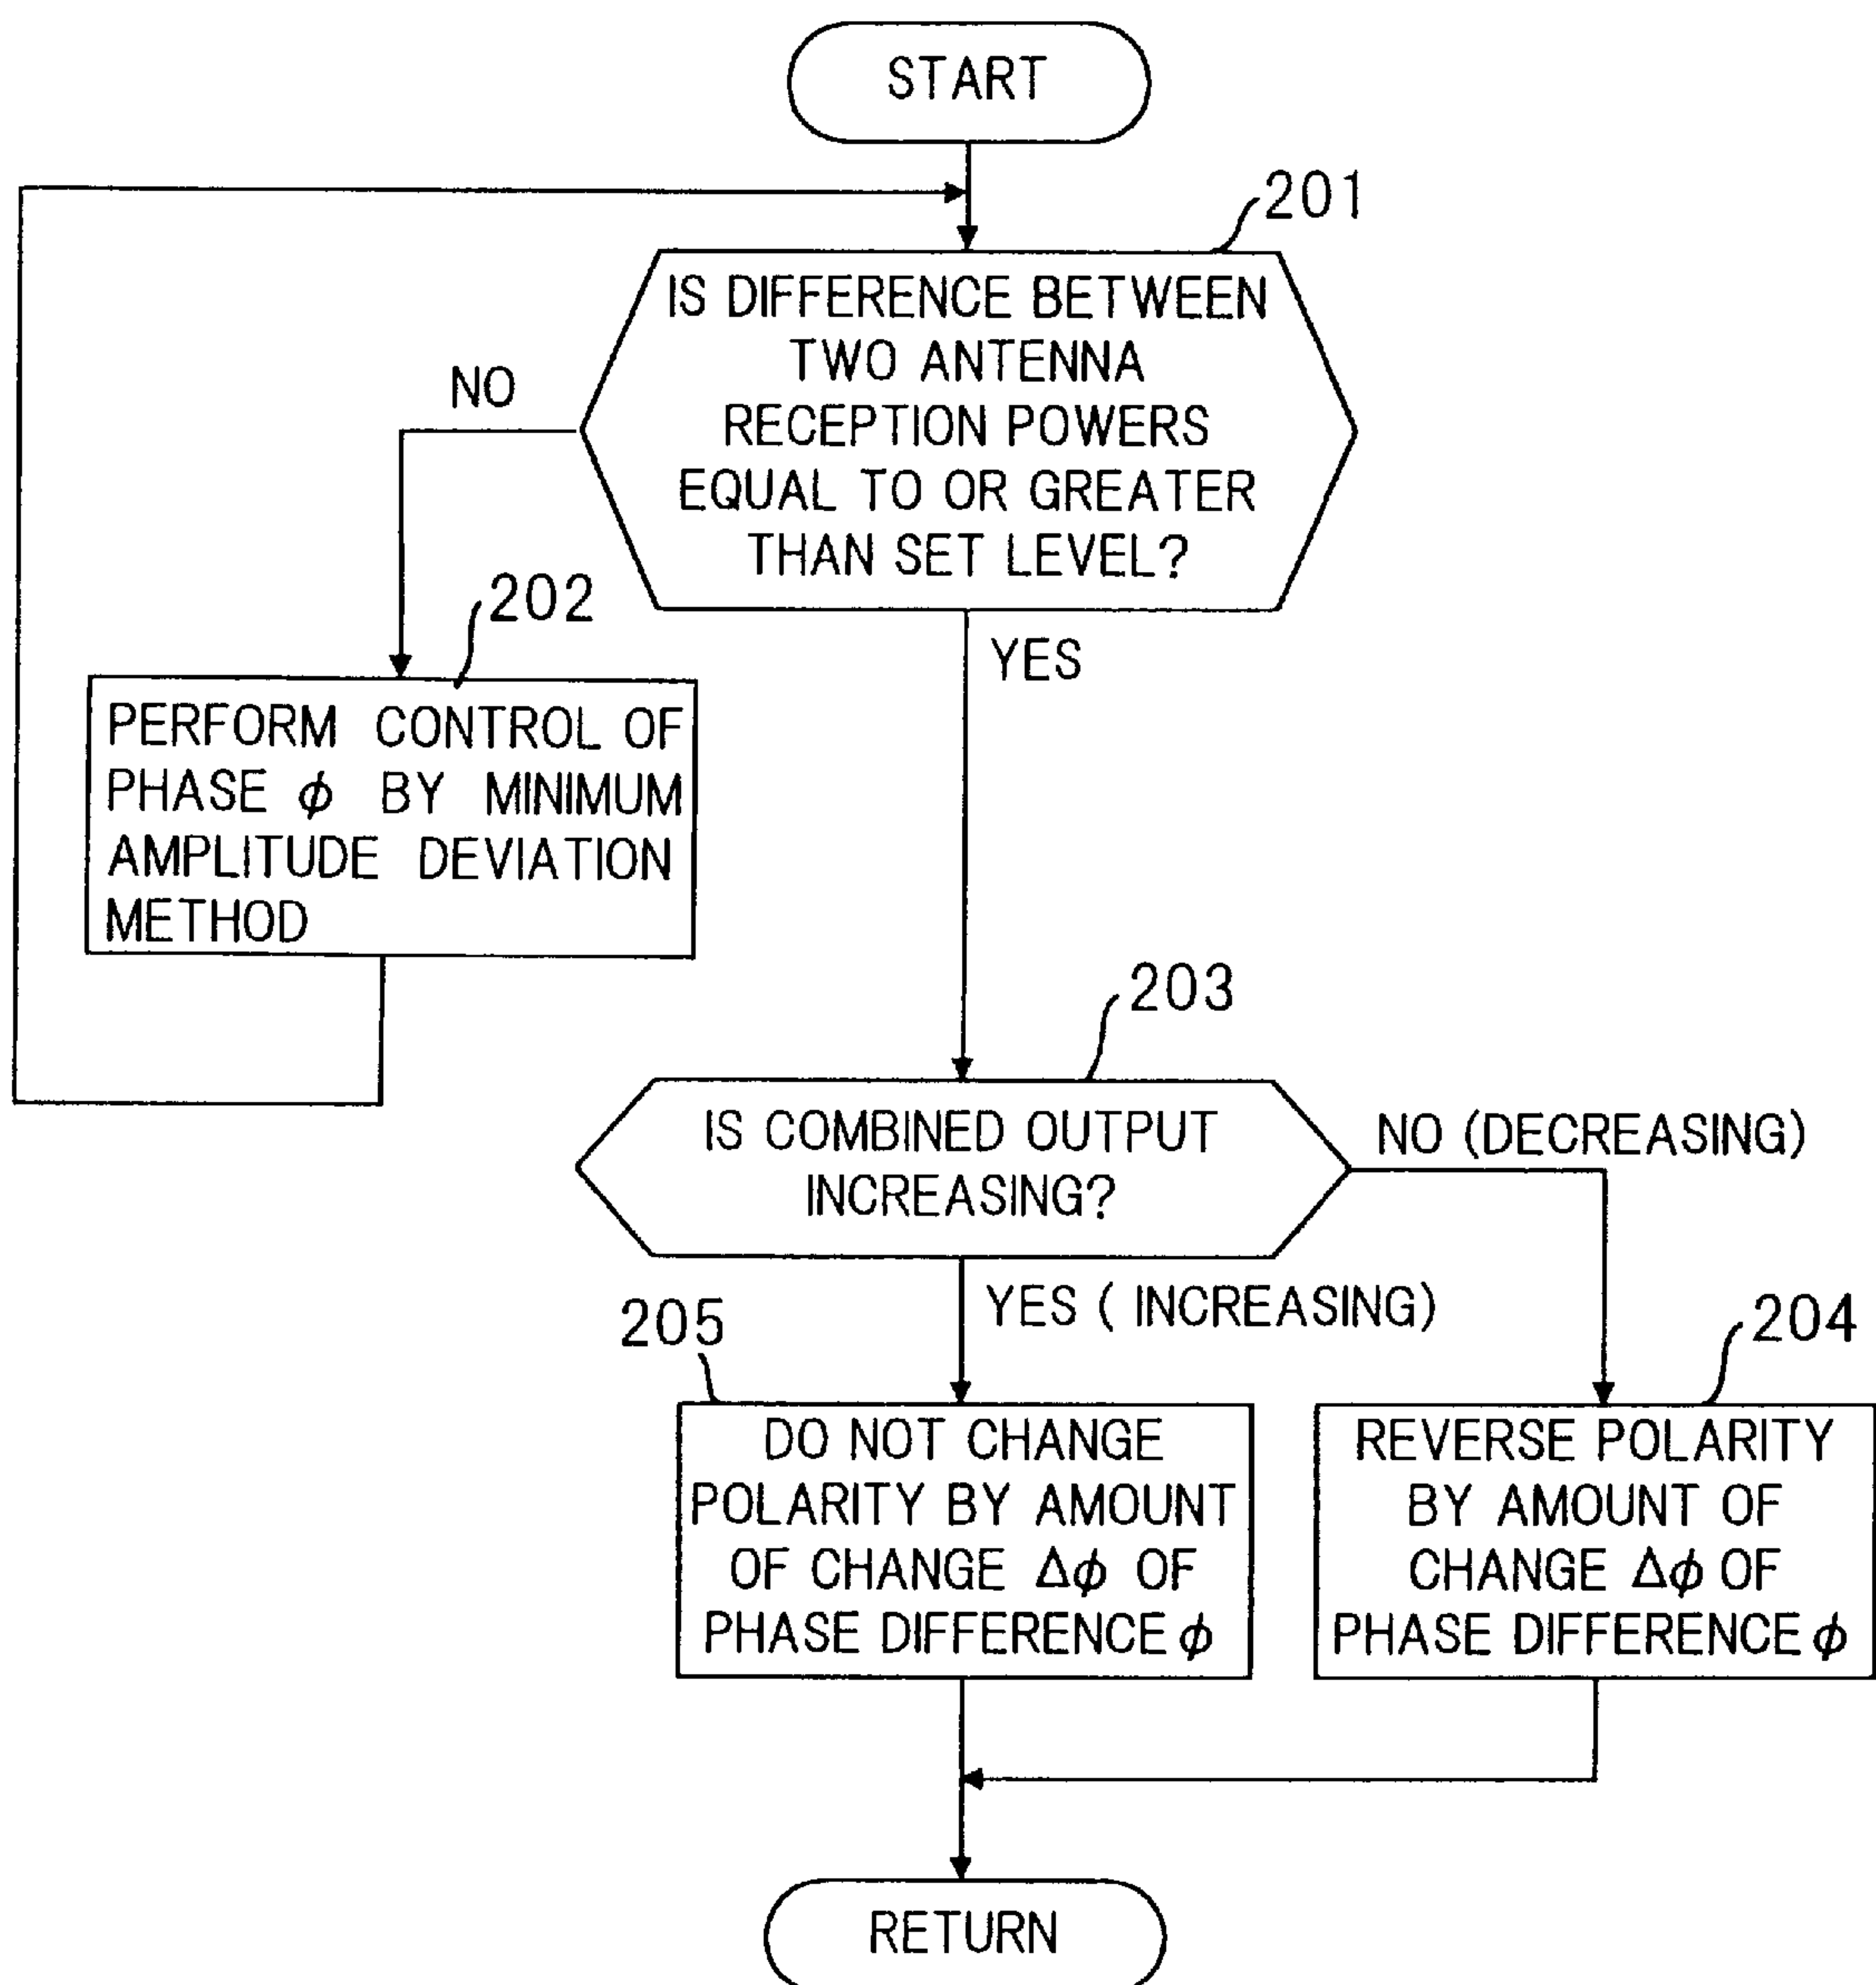 START
201
IS DIFFERENCE BETWEEN
TWO ANTENNA
RECEPTION POWERS
EQUAL TO OR GREATER
THAN SET LEVEL?
NO
YES
202
PERFORM CONTROL OF
PHASE ϕ BY MINIMUM
AMPLITUDE DEVIATION
METHOD
203
IS COMBINED OUTPUT
INCREASING?
NO (DECREASING)
YES ( INCREASING)
205
DO NOT CHANGE
POLARITY BY AMOUNT
OF CHANGE Δϕ OF
PHASE DIFFERENCE ϕ
204
REVERSE POLARITY
BY AMOUNT OF
CHANGE Δϕ OF
PHASE DIFFERENCE ϕ
RETURN